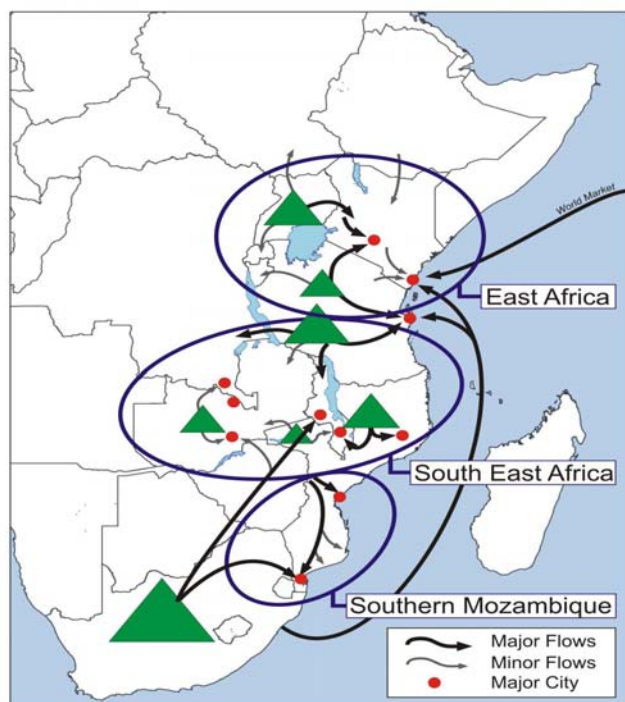 World Market
East Africa
South East Africa
Southern Mozambique
Major Flows
Minor Flows
Major City